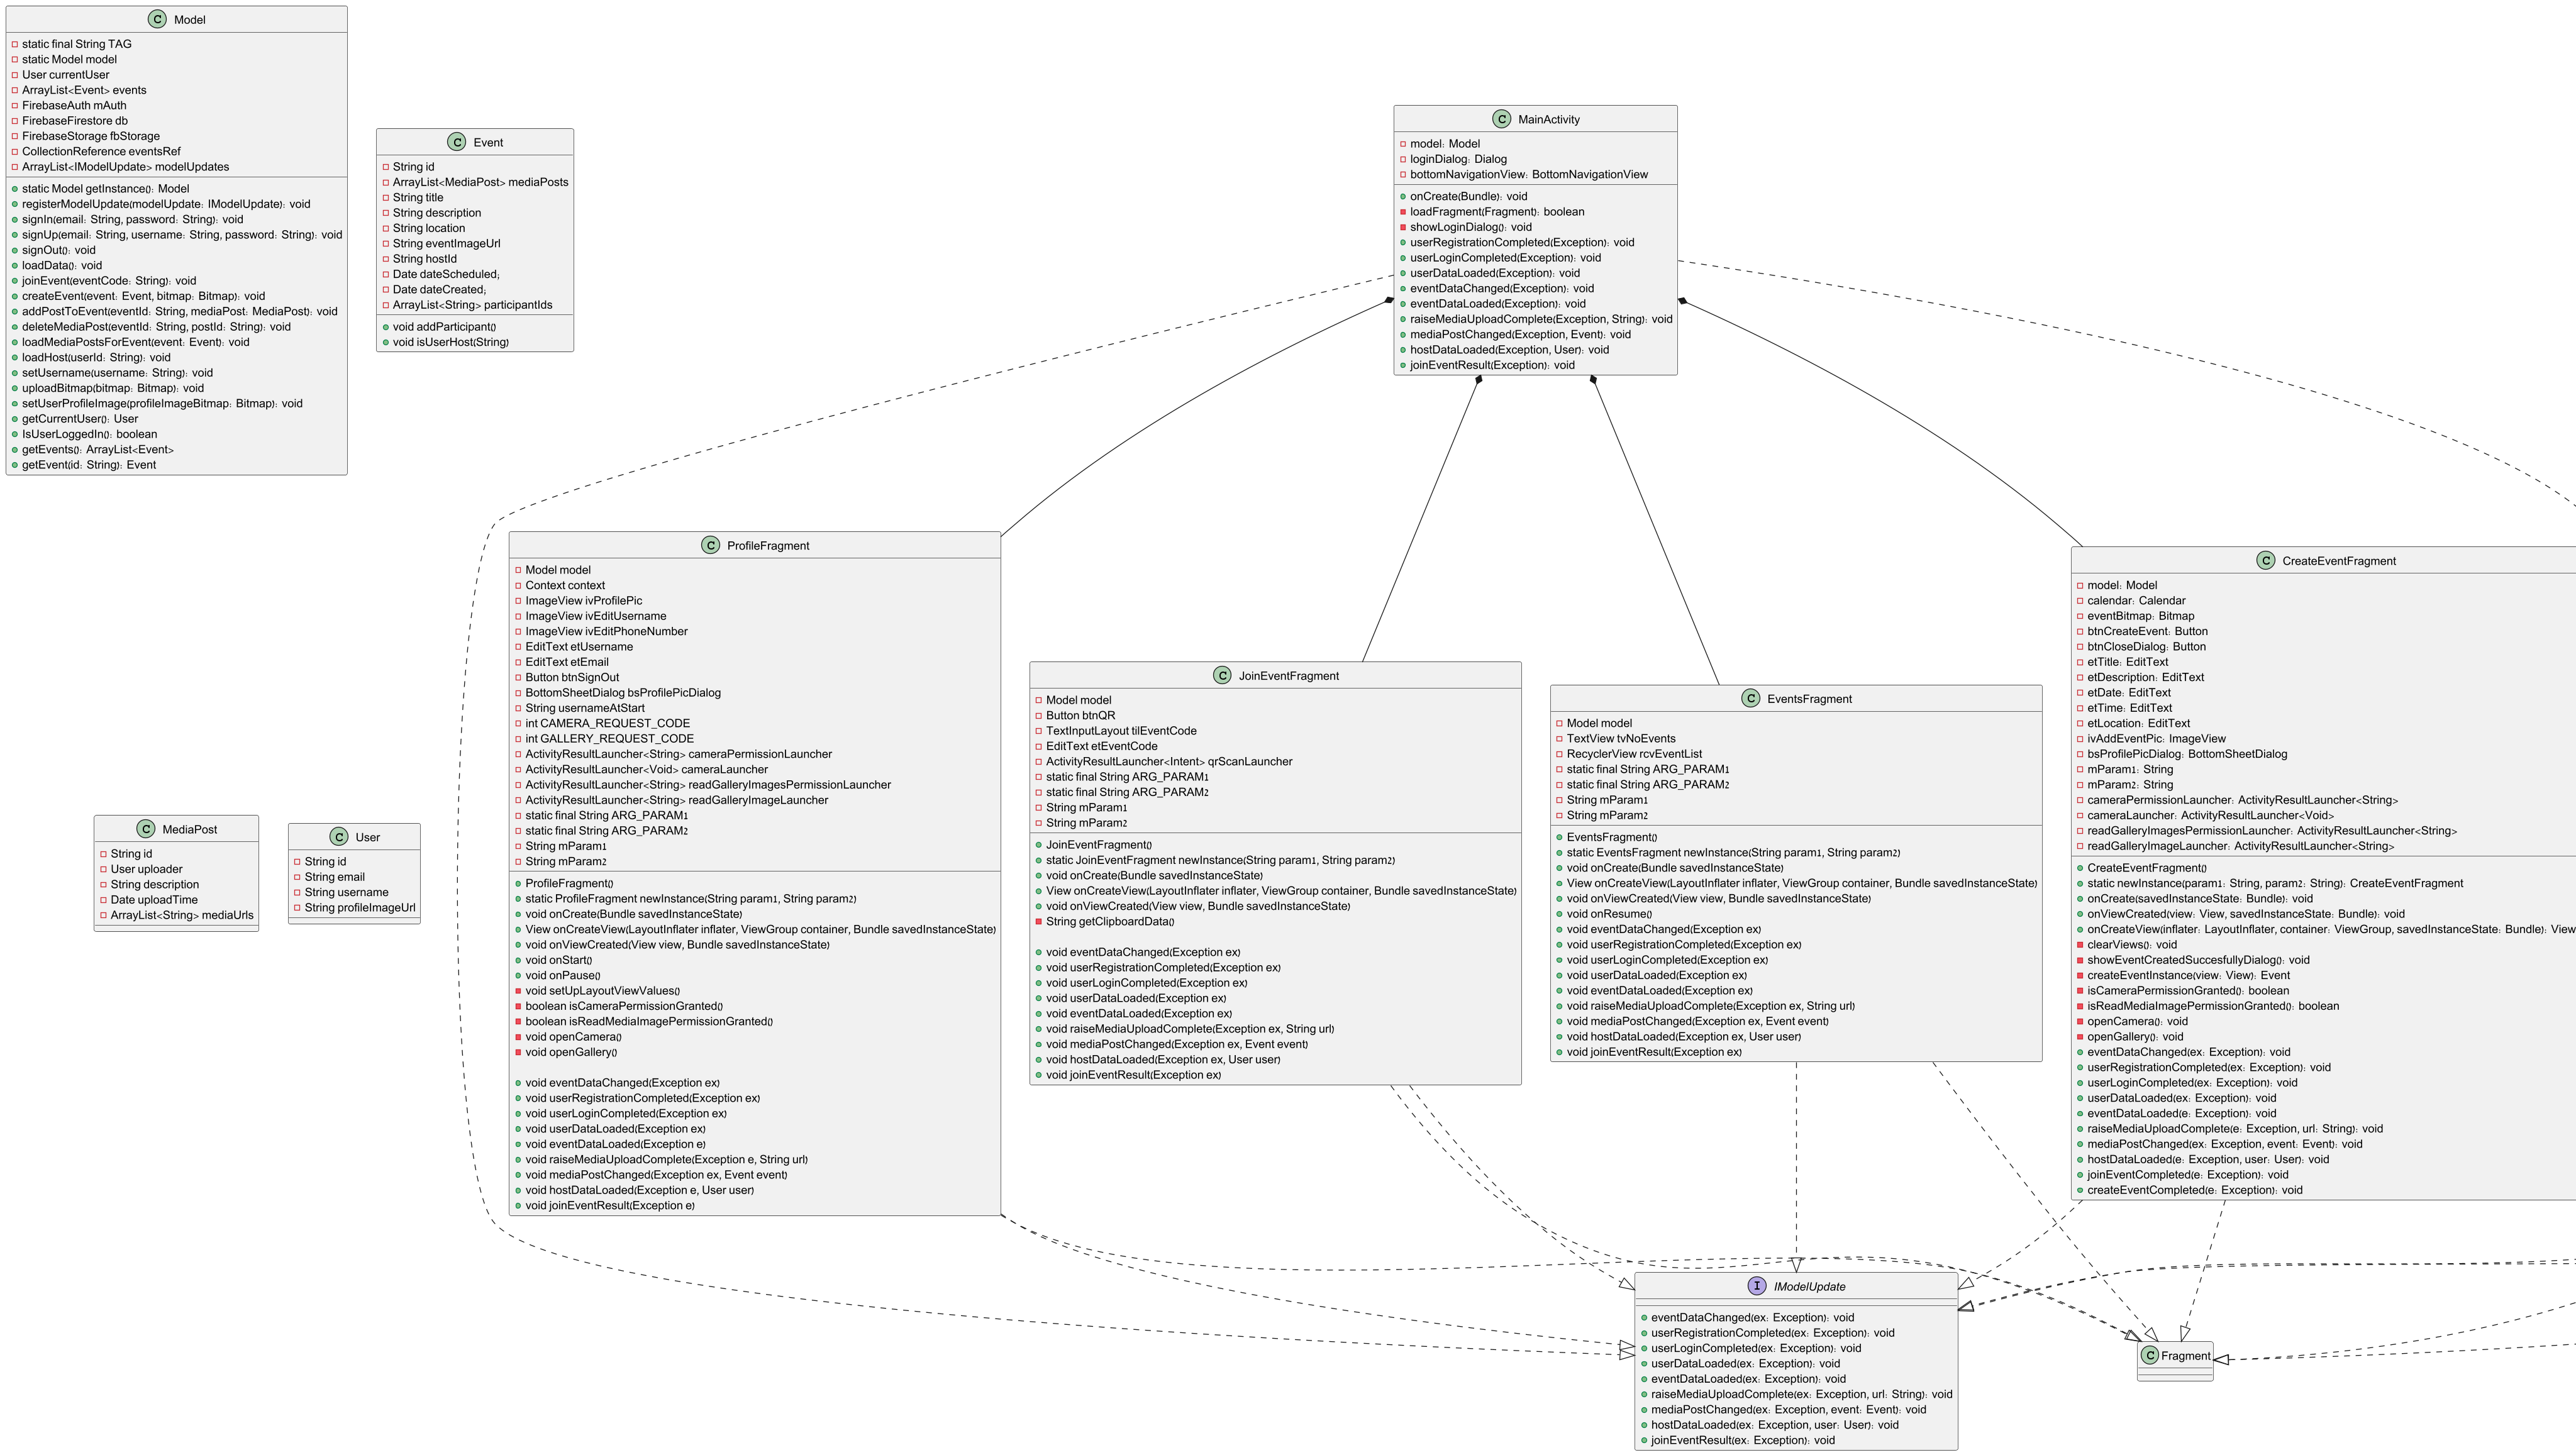 C Model
static final String TAG
static Model model
User currentUser
ArrayList<Event> events
FirebaseAuth mAuth
FirebaseFirestore db
FirebaseStorage fbStorage
CollectionReference eventsRef
ArrayList<IModelUpdate> modelUpdates
static Model getInstance(): Model
registerModelUpdate(modelUpdate: IModelUpdate): void
signIn(email: String, password: String): void
signUp(email: String, username: String, password: String): void
signOut(): void
loadData(): void
joinEvent(eventCode: String): void
createEvent(event: Event, bitmap: Bitmap): void
addPostToEvent(eventId: String, mediaPost: MediaPost): void
deleteMediaPost(eventId: String, postId: String): void
loadMediaPostsForEvent(event: Event): void
loadHost(userId: String): void
setUsername(username: String): void
uploadBitmap(bitmap: Bitmap): void
setUserProfileImage(profileImageBitmap: Bitmap): void
getCurrentUser(): User
IsUserLoggedIn(): boolean
getEvents(): ArrayList<Event>
getEvent(id: String): Event
C Event
String id
ArrayList<MediaPost> mediaPosts
String title
String description
String location
String eventImageUrl
String hostId
Date dateScheduled;
Date dateCreated;
ArrayList<String> participantIds
void addParticipant()
void isUserHost(String)
C MainActivity
model: Model
loginDialog: Dialog
bottomNavigationView: BottomNavigationView
onCreate(Bundle): void
loadFragment(Fragment): boolean
showLoginDialog(): void
userRegistrationCompleted(Exception): void
userLoginCompleted(Exception): void
userDataLoaded(Exception): void
eventDataChanged(Exception): void
eventDataLoaded(Exception): void
raiseMediaUploadComplete(Exception, String): void
mediaPostChanged(Exception, Event): void
hostDataLoaded(Exception, User): void
joinEventResult(Exception): void
C MediaPost
String id
User uploader
String description
Date uploadTime
ArrayList<String> mediaUrls
C User
String id
String email
String username
String profileImageUrl
C ProfileFragment
Model model
Context context
ImageView ivProfilePic
ImageView ivEditUsername
ImageView ivEditPhoneNumber
EditText etUsername
EditText etEmail
Button btnSignOut
BottomSheetDialog bsProfilePicDialog
String usernameAtStart
int CAMERA_REQUEST_CODE
int GALLERY_REQUEST_CODE
ActivityResultLauncher<String> cameraPermissionLauncher
ActivityResultLauncher<Void> cameraLauncher
ActivityResultLauncher<String> readGalleryImagesPermissionLauncher
ActivityResultLauncher<String> readGalleryImageLauncher
static final String ARG_PARAM1
static final String ARG_PARAM2
String mParam1
String mParam2
ProfileFragment()
static ProfileFragment newInstance(String param1, String param2)
void onCreate(Bundle savedInstanceState)
View onCreateView(LayoutInflater inflater, ViewGroup container, Bundle savedInstanceState)
void onViewCreated(View view, Bundle savedInstanceState)
void onStart()
void onPause()
void setUpLayoutViewValues()
boolean isCameraPermissionGranted()
boolean isReadMediaImagePermissionGranted()
void openCamera()
void openGallery()
void eventDataChanged(Exception ex)
void userRegistrationCompleted(Exception ex)
void userLoginCompleted(Exception ex)
void userDataLoaded(Exception ex)
void eventDataLoaded(Exception e)
void raiseMediaUploadComplete(Exception e, String url)
void mediaPostChanged(Exception ex, Event event)
void hostDataLoaded(Exception e, User user)
void joinEventResult(Exception e)
C JoinEventFragment
Model model
Button btnQR
TextInputLayout tilEventCode
EditText etEventCode
ActivityResultLauncher<Intent> qrScanLauncher
static final String ARG_PARAM1
static final String ARG_PARAM2
String mParam1
String mParam2
JoinEventFragment()
static JoinEventFragment newInstance(String param1, String param2)
void onCreate(Bundle savedInstanceState)
View onCreateView(LayoutInflater inflater, ViewGroup container, Bundle savedInstanceState)
void onViewCreated(View view, Bundle savedInstanceState)
String getClipboardData()
void eventDataChanged(Exception ex)
void userRegistrationCompleted(Exception ex)
void userLoginCompleted(Exception ex)
void userDataLoaded(Exception ex)
void eventDataLoaded(Exception ex)
void raiseMediaUploadComplete(Exception ex, String url)
void mediaPostChanged(Exception ex, Event event)
void hostDataLoaded(Exception ex, User user)
void joinEventResult(Exception ex)
C EventsFragment
Model model
TextView tvNoEvents
RecyclerView rcvEventList
static final String ARG_PARAM1
static final String ARG_PARAM2
String mParam1
String mParam2
EventsFragment()
static EventsFragment newInstance(String param1, String param2)
void onCreate(Bundle savedInstanceState)
View onCreateView(LayoutInflater inflater, ViewGroup container, Bundle savedInstanceState)
void onViewCreated(View view, Bundle savedInstanceState)
void onResume()
void eventDataChanged(Exception ex)
void userRegistrationCompleted(Exception ex)
void userLoginCompleted(Exception ex)
void userDataLoaded(Exception ex)
void eventDataLoaded(Exception ex)
void raiseMediaUploadComplete(Exception ex, String url)
void mediaPostChanged(Exception ex, Event event)
void hostDataLoaded(Exception ex, User user)
void joinEventResult(Exception ex)
C CreateEventFragment
model: Model
calendar: Calendar
eventBitmap: Bitmap
btnCreateEvent: Button
btnCloseDialog: Button
etTitle: EditText
etDescription: EditText
etDate: EditText
etTime: EditText
etLocation: EditText
ivAddEventPic: ImageView
bsProfilePicDialog: BottomSheetDialog
mParam1: String
mParam2: String
cameraPermissionLauncher: ActivityResultLauncher<String>
cameraLauncher: ActivityResultLauncher<Void>
readGalleryImagesPermissionLauncher: ActivityResultLauncher<String>
readGalleryImageLauncher: ActivityResultLauncher<String>
CreateEventFragment()
static newInstance(param1: String, param2: String): CreateEventFragment
onCreate(savedInstanceState: Bundle): void
onViewCreated(view: View, savedInstanceState: Bundle): void
onCreateView(inflater: LayoutInflater, container: ViewGroup, savedInstanceState: Bundle): View
clearViews(): void
showEventCreatedSuccesfullyDialog(): void
createEventInstance(view: View): Event
isCameraPermissionGranted(): boolean
isReadMediaImagePermissionGranted(): boolean
openCamera(): void
openGallery(): void
eventDataChanged(ex: Exception): void
userRegistrationCompleted(ex: Exception): void
userLoginCompleted(ex: Exception): void
userDataLoaded(ex: Exception): void
eventDataLoaded(e: Exception): void
raiseMediaUploadComplete(e: Exception, url: String): void
mediaPostChanged(ex: Exception, event: Event): void
hostDataLoaded(e: Exception, user: User): void
joinEventCompleted(e: Exception): void
createEventCompleted(e: Exception): void
I IModelUpdate
eventDataChanged(ex: Exception): void
userRegistrationCompleted(ex: Exception): void
userLoginCompleted(ex: Exception): void
userDataLoaded(ex: Exception): void
eventDataLoaded(ex: Exception): void
raiseMediaUploadComplete(ex: Exception, url: String): void
mediaPostChanged(ex: Exception, event: Event): void
hostDataLoaded(ex: Exception, user: User): void
joinEventResult(ex: Exception): void
C Fragment